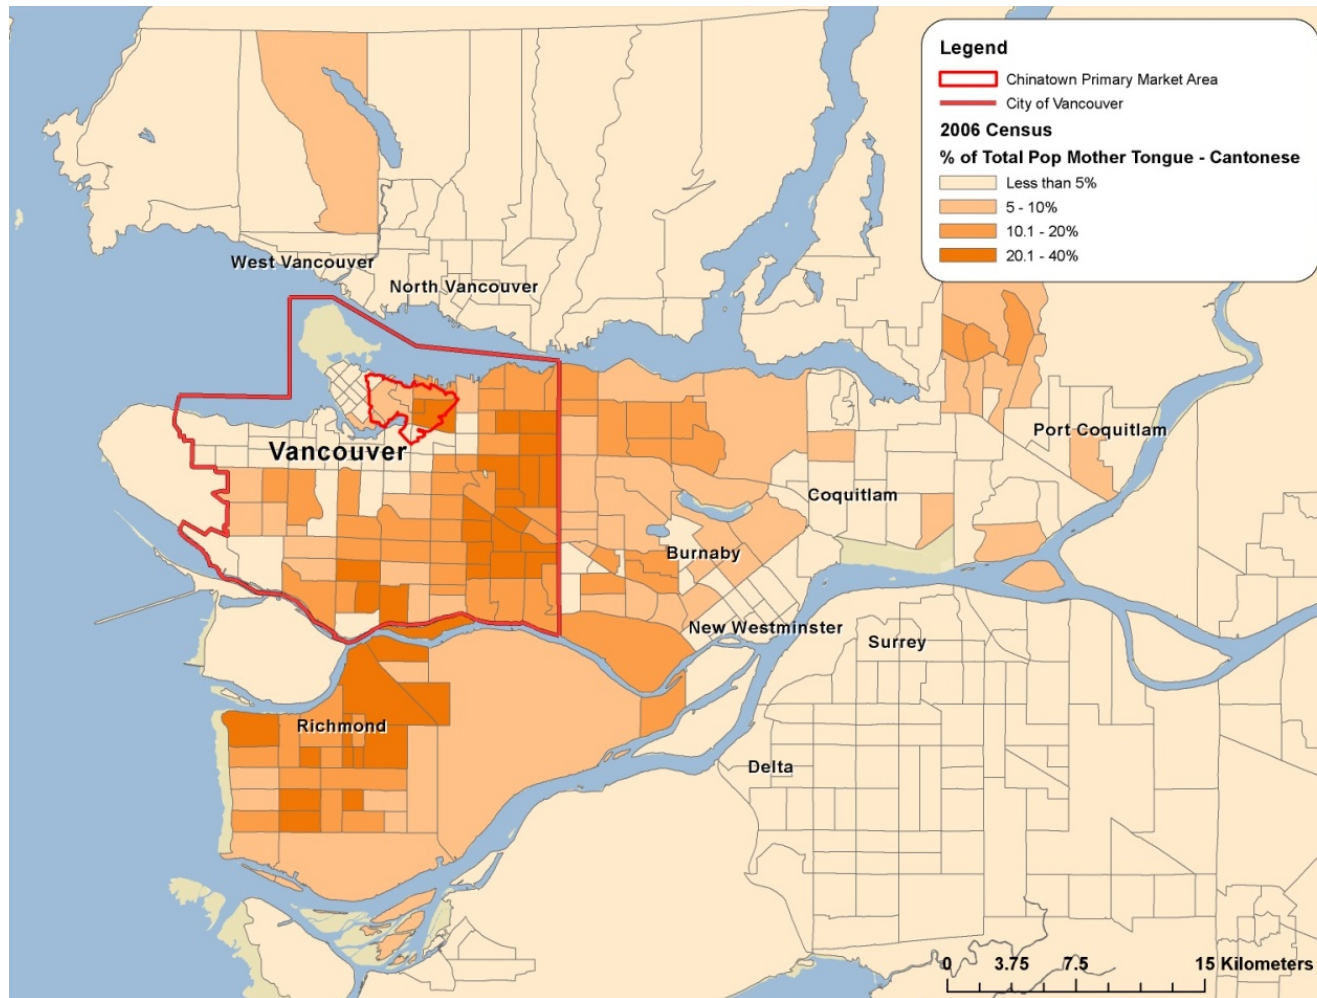 Legend
Chinatown Primary Market Area
City of Vancouver
2006 Census
% of Total Pop Mother Tongue - Cantonese
Less than 5%
5 - 10%
10.1 - 20%
20.1 - 40%
West Vancouver
North Vancouver
Port Coquitlam
Vancouver
Coquitlam
Burnaby
New Westminster
Surrey
Richmond
Delta
0 3.75 7.5 15 Kilometers